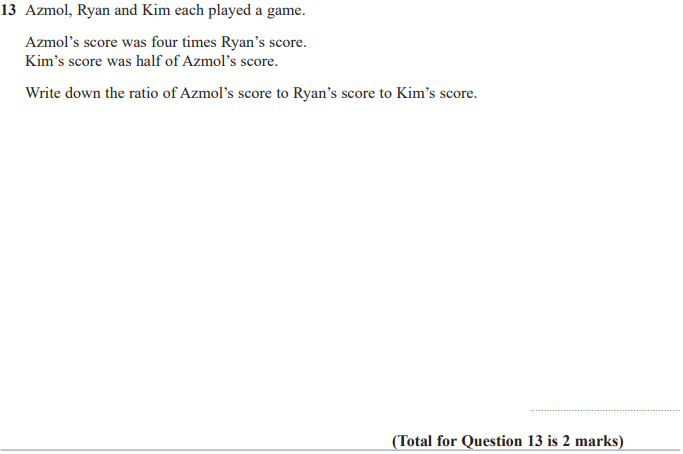 13 Azmol, Ryan and Kim each played a game.
Azmol’s score was four times Ryan’s score.
Kim’s score was half of Azmol’s score.
Write down the ratio of Azmol’s score to Ryan’s score to Kim’s score.
(Total for Question 13 is 2 marks)